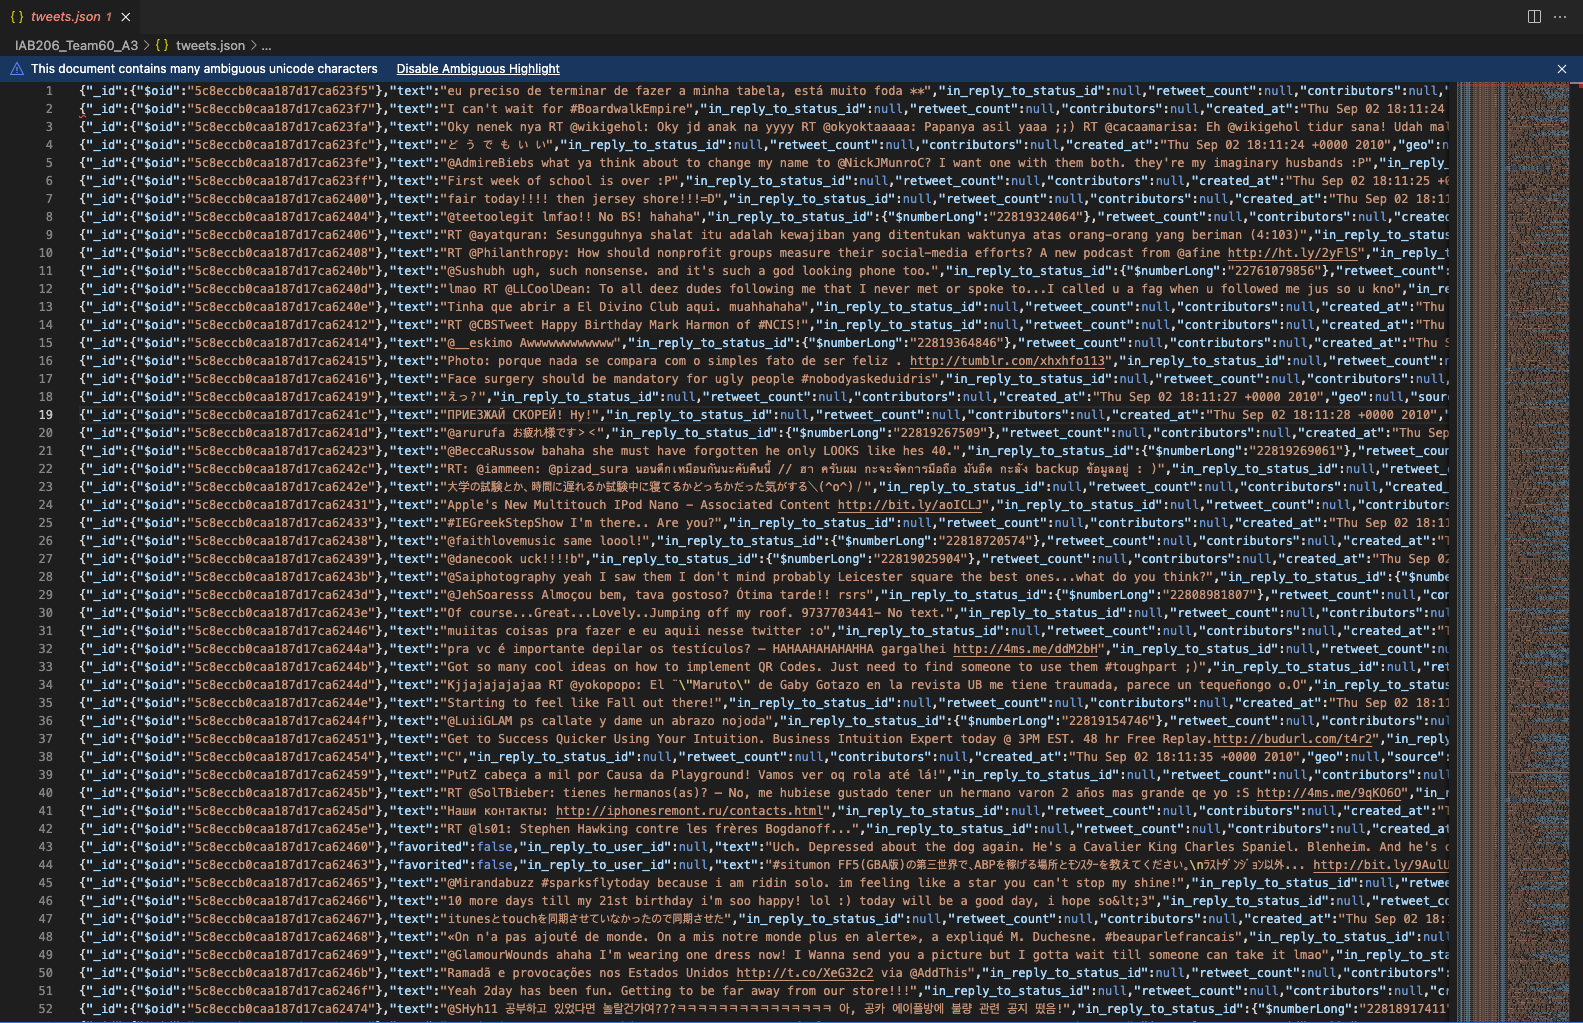 { } tweets.json 1 ×
IAB206_Team60_A3 > { } tweets.json > ...
This document contains many ambiguous unicode characters Disable Ambiguous Highlight
1 {"_id":{"$oid":"5c8eccb0caa187d17ca623f5"},"text":"eu preciso de terminar de fazer a minha tabela, está muito foda **","in_reply_to_status_id":null,"retweet_count":null,"contributors":null,"
2 {"_id":{"$oid":"5c8eccb0caa187d17ca623f7"},"text":"I can't wait for #BoardwalkEmpire","in_reply_to_status_id":null,"retweet_count":null,"contributors":null,"created_at":"Thu Sep 02 18:11:24
3 {"_id":{"$oid":"5c8eccb0caa187d17ca623fa"},"text":"Oky nenek nya RT @wikigehol: Oky jd anak na yyyy RT @okyoktaaaaa: Papanya asil yaaa ;;) RT @cacaamarisa: Eh @wikigehol tidur sana! Udah mal
4 {"_id":{"$oid":"5c8eccb0caa187d17ca623fc"},"text":"ど う で も い い","in_reply_to_status_id":null,"retweet_count":null,"contributors":null,"created_at":"Thu Sep 02 18:11:24 +0000 2010","geo":n
5 {"_id":{"$oid":"5c8eccb0caa187d17ca623fe"},"text":"@AdmireBiebs what ya think about to change my name to @NickJMunroC? I want one with them both. they're my imaginary husbands :P","in_reply_
6 {"_id":{"$oid":"5c8eccb0caa187d17ca623ff"},"text":"First week of school is over :P","in_reply_to_status_id":null,"retweet_count":null,"contributors":null,"created_at":"Thu Sep 02 18:11:25 +0
7 {"_id":{"$oid":"5c8eccb0caa187d17ca62400"},"text":"fair today!!!! then jersey shore!!!=D","in_reply_to_status_id":null,"retweet_count":null,"contributors":null,"created_at":"Thu Sep 02 18:11
8 {"_id":{"$oid":"5c8eccb0caa187d17ca62404"},"text":"@teetoolegit lmfao!! No BS! hahaha","in_reply_to_status_id":{"$numberLong":"22819324064"},"retweet_count":null,"contributors":null,"create
9 {"_id":{"$oid":"5c8eccb0caa187d17ca62406"},"text":"RT @ayatquran: Sesungguhnya shalat itu adalah kewajiban yang ditentukan waktunya atas orang-orang yang beriman (4:103)","in_reply_to_status
10 {"_id":{"$oid":"5c8eccb0caa187d17ca62408"},"text":"RT @Philanthropy: How should nonprofit groups measure their social-media efforts? A new podcast from @afine http://ht.ly/2yFlS","in_reply_t
11 {"_id":{"$oid":"5c8eccb0caa187d17ca6240b"},"text":"@Sushubh ugh, such nonsense. and it's such a god looking phone too.","in_reply_to_status_id":{"$numberLong":"22761079856"},"retweet_count":
12 {"_id":{"$oid":"5c8eccb0caa187d17ca6240d"},"text":"lmao RT @LLCoolDean: To all deez dudes following me that I never met or spoke to...I called u a fag when u followed me jus so u kno","in_re
13 {"_id":{"$oid":"5c8eccb0caa187d17ca6240e"},"text":"Tinha que abrir a El Divino Club aqui. muahhahaha","in_reply_to_status_id":null,"retweet_count":null,"contributors":null,"created_at":"Thu
14 {"_id":{"$oid":"5c8eccb0caa187d17ca62412"},"text":"RT @CBSTweet Happy Birthday Mark Harmon of #NCIS!","in_reply_to_status_id":null,"retweet_count":null,"contributors":null,"created_at":"Thu
15 {"_id":{"$oid":"5c8eccb0caa187d17ca62414"},"text":"@__eskimo Awwwwwwwwwwww","in_reply_to_status_id":{"$numberLong":"22819364846"},"retweet_count":null,"contributors":null,"created_at":"Thu S
16 {"_id":{"$oid":"5c8eccb0caa187d17ca62415"},"text":"Photo: porque nada se compara com o simples fato de ser feliz . http://tumblr.com/xhxhfo113","in_reply_to_status_id":null,"retweet_count":n
17 {"_id":{"$oid":"5c8eccb0caa187d17ca62416"},"text":"Face surgery should be mandatory for ugly people #nobodyaskeduidris","in_reply_to_status_id":null,"retweet_count":null,"contributors":null,
18 {"_id":{"$oid":"5c8eccb0caa187d17ca62419"},"text":"えっ?","in_reply_to_status_id":null,"retweet_count":null,"contributors":null,"created_at":"Thu Sep 02 18:11:27 +0000 2010","geo":null,"sour
19 {"_id":{"$oid":"5c8eccb0caa187d17ca6241c"},"text":"ПРИЕЗЖАЙ СКОРЕЙ! Ну!","in_reply_to_status_id":null,"retweet_count":null,"contributors":null,"created_at":"Thu Sep 02 18:11:28 +0000 2010","
20 {"_id":{"$oid":"5c8eccb0caa187d17ca6241d"},"text":"@arurufa お疲れ様です><","in_reply_to_status_id":{"$numberLong":"22819267509"},"retweet_count":null,"contributors":null,"created_at":"Thu Sep
21 {"_id":{"$oid":"5c8eccb0caa187d17ca62423"},"text":"@BeccaRussow bahaha she must have forgotten he only LOOKS like hes 40.","in_reply_to_status_id":{"$numberLong":"22819269061"},"retweet_count
22 {"_id":{"$oid":"5c8eccb0caa187d17ca6242c"},"text":"RT: @iammeen: @pizad_sura นอนดึกเหมือนกันนะคับคืนนี้ // ฮา ครับผม กะจะจัดการมือถือ มันอืด กะลัง backup ข้อมูลอยู่ : )","in_reply_to_status_id":null,"retweet_
23 {"_id":{"$oid":"5c8eccb0caa187d17ca6242e"},"text":"大学の試験とか、時間に遅れるか試験中に寝てるかどっちかだった気がする＼(^o^)／","in_reply_to_status_id":null,"retweet_count":null,"contributors":null,"created_
24 {"_id":{"$oid":"5c8eccb0caa187d17ca62431"},"text":"Apple's New Multitouch IPod Nano - Associated Content http://bit.ly/aoICLJ","in_reply_to_status_id":null,"retweet_count":null,"contributors"
25 {"_id":{"$oid":"5c8eccb0caa187d17ca62433"},"text":"#IEGreekStepShow I'm there.. Are you?","in_reply_to_status_id":null,"retweet_count":null,"contributors":null,"created_at":"Thu Sep 02 18:11
26 {"_id":{"$oid":"5c8eccb0caa187d17ca62438"},"text":"@faithlovemusic same loool!","in_reply_to_status_id":{"$numberLong":"22818720574"},"retweet_count":null,"contributors":null,"created_at":"T
27 {"_id":{"$oid":"5c8eccb0caa187d17ca62439"},"text":"@danecook uck!!!!b","in_reply_to_status_id":{"$numberLong":"22819025904"},"retweet_count":null,"contributors":null,"created_at":"Thu Sep 02
28 {"_id":{"$oid":"5c8eccb0caa187d17ca6243b"},"text":"@Saiphotography yeah I saw them I don't mind probably Leicester square the best ones...what do you think?","in_reply_to_status_id":{"$numbe
29 {"_id":{"$oid":"5c8eccb0caa187d17ca6243d"},"text":"@JehSoaresss Almoçou bem, tava gostoso? Ótima tarde!! rsrs","in_reply_to_status_id":{"$numberLong":"22808981807"},"retweet_count":null,"con
30 {"_id":{"$oid":"5c8eccb0caa187d17ca6243e"},"text":"Of course...Great...Lovely..Jumping off my roof. 9737703441- No text.","in_reply_to_status_id":null,"retweet_count":null,"contributors":nul
31 {"_id":{"$oid":"5c8eccb0caa187d17ca62446"},"text":"muiitas coisas pra fazer e eu aquii nesse twitter :o","in_reply_to_status_id":null,"retweet_count":null,"contributors":null,"created_at":"T
32 {"_id":{"$oid":"5c8eccb0caa187d17ca6244a"},"text":"pra vc é importante depilar os testículos? — HAHAAHAHAHAHHA gargalhei http://4ms.me/ddM2bH","in_reply_to_status_id":null,"retweet_count":nul
33 {"_id":{"$oid":"5c8eccb0caa187d17ca6244b"},"text":"Got so many cool ideas on how to implement QR Codes. Just need to find someone to use them #toughpart ;)","in_reply_to_status_id":null,"ret
34 {"_id":{"$oid":"5c8eccb0caa187d17ca6244d"},"text":"Kjjajajajajaa RT @yokopopo: El ¨\"Maruto\" de Gaby Gotazo en la revista UB me tiene traumada, parece un tequeñongo o.O","in_reply_to_status
35 {"_id":{"$oid":"5c8eccb0caa187d17ca6244e"},"text":"Starting to feel like Fall out there!","in_reply_to_status_id":null,"retweet_count":null,"contributors":null,"created_at":"Thu Sep 02 18:11
36 {"_id":{"$oid":"5c8eccb0caa187d17ca6244f"},"text":"@LuiiGLAM ps callate y dame un abrazo nojoda","in_reply_to_status_id":{"$numberLong":"22819154746"},"retweet_count":null,"contributors":nul
37 {"_id":{"$oid":"5c8eccb0caa187d17ca62451"},"text":"Get to Success Quicker Using Your Intuition. Business Intuition Expert today @ 3PM EST. 48 hr Free Replay.http://budurl.com/t4r2","in_reply
38 {"_id":{"$oid":"5c8eccb0caa187d17ca62454"},"text":"C","in_reply_to_status_id":null,"retweet_count":null,"contributors":null,"created_at":"Thu Sep 02 18:11:35 +0000 2010","geo":null,"source":
39 {"_id":{"$oid":"5c8eccb0caa187d17ca62459"},"text":"PutZ cabeça a mil por Causa da Playground! Vamos ver oq rola até lá!","in_reply_to_status_id":null,"retweet_count":null,"contributors":null
40 {"_id":{"$oid":"5c8eccb0caa187d17ca6245b"},"text":"RT @SolTBieber: tienes hermanos(as)? — No, me hubiese gustado tener un hermano varon 2 años mas grande qe yo :S http://4ms.me/9qKO6O","in_r
41 {"_id":{"$oid":"5c8eccb0caa187d17ca6245d"},"text":"Наши контакты: http://iphonesremont.ru/contacts.html","in_reply_to_status_id":null,"retweet_count":null,"contributors":null,"created_at":"T
42 {"_id":{"$oid":"5c8eccb0caa187d17ca6245e"},"text":"RT @ls01: Stephen Hawking contre les frères Bogdanoff...","in_reply_to_status_id":null,"retweet_count":null,"contributors":null,"created_at
43 {"_id":{"$oid":"5c8eccb0caa187d17ca62463"},"favorited":false,"in_reply_to_user_id":null,"text":"Uch. Depressed about the dog again. He's a Cavalier King Charles Spaniel. Blenheim. And he's c
44 {"_id":{"$oid":"5c8eccb0caa187d17ca62464"},"favorited":false,"in_reply_to_user_id":null,"text":"#situmon FF5(GBA版)の第三世界で、ABPを稼げる場所とﾓﾝｽﾀｰを教えてください。\nﾗｽﾄﾀﾞﾝｼﾞｮﾝ以外... http://bit.ly/9AulU
45 {"_id":{"$oid":"5c8eccb0caa187d17ca62465"},"text":"@Mirandabuzz #sparksflytoday because i am ridin solo. im feeling like a star you can't stop my shine!","in_reply_to_status_id":null,"retwee
46 {"_id":{"$oid":"5c8eccb0caa187d17ca62466"},"text":"10 more days till my 21st birthday i'm soo happy! lol :) today will be a good day, i hope so&lt;3","in_reply_to_status_id":null,"retweet_co
47 {"_id":{"$oid":"5c8eccb0caa187d17ca62467"},"text":"itunesとtouchを同期させていなかったので同期させた","in_reply_to_status_id":null,"retweet_count":null,"contributors":null,"created_at":"Thu Sep 02 18:
48 {"_id":{"$oid":"5c8eccb0caa187d17ca62468"},"text":"«On n'a pas ajouté de monde. On a mis notre monde plus en alerte», a expliqué M. Duchesne. #beauparlefrancais","in_reply_to_status_id":nul
49 {"_id":{"$oid":"5c8eccb0caa187d17ca62469"},"text":"@GlamourWounds ahaha I'm wearing one dress now! I Wanna send you a picture but I gotta wait till someone can take it lmao","in_reply_to_sta
50 {"_id":{"$oid":"5c8eccb0caa187d17ca6246b"},"text":"Ramadã e provocações nos Estados Unidos http://t.co/XeG32c2 via @AddThis","in_reply_to_status_id":null,"retweet_count":null,"contributors":
51 {"_id":{"$oid":"5c8eccb0caa187d17ca6246f"},"text":"Yeah 2day has been fun. Getting to be far away from our store!!!","in_reply_to_status_id":null,"retweet_count":null,"contributors":null,"cr
52 {"_id":{"$oid":"5c8eccb0caa187d17ca62474"},"text":"@SHyh11 공부하고 있었다면 놀랄건가여???ㅋㅋㅋㅋㅋㅋㅋㅋㅋㅋㅋㅋㅋㅋㅋ 아, 공카 에이플방에 불량 관련 공지 떴음!","in_reply_to_status_id":{"$numberLong":"22818917411"